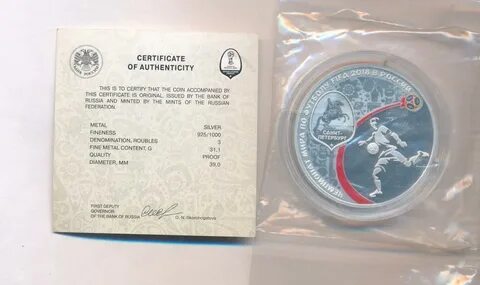 CERTIFICATE
OF AUTHENTICITY
THIS IS TO CERTIFY THAT THE COIN ACCOMPANIED BY
THIS CERTIFICATE IS ORIGINAL, ISSUED BY THE BANK OF
RUSSIA AND MINTED BY THE MINTS OF THE RUSSIAN
FEDERATION.
METAL SILVER
FINENESS 925/1000
DENOMINATION, ROUBLES 3
FINE METAL CONTENT, G 31,1
QUALITY PROOF
DIAMETER, MM 39,0
FIRST DEPUTY
GOVERNOR
OF THE BANK OF RUSSIA
ЧЕМПИОНАТ МИРА ПО ФУТБОЛУ FIFA 2018 В РОССИИ
САНКТ-
ПЕТЕРБУРГ